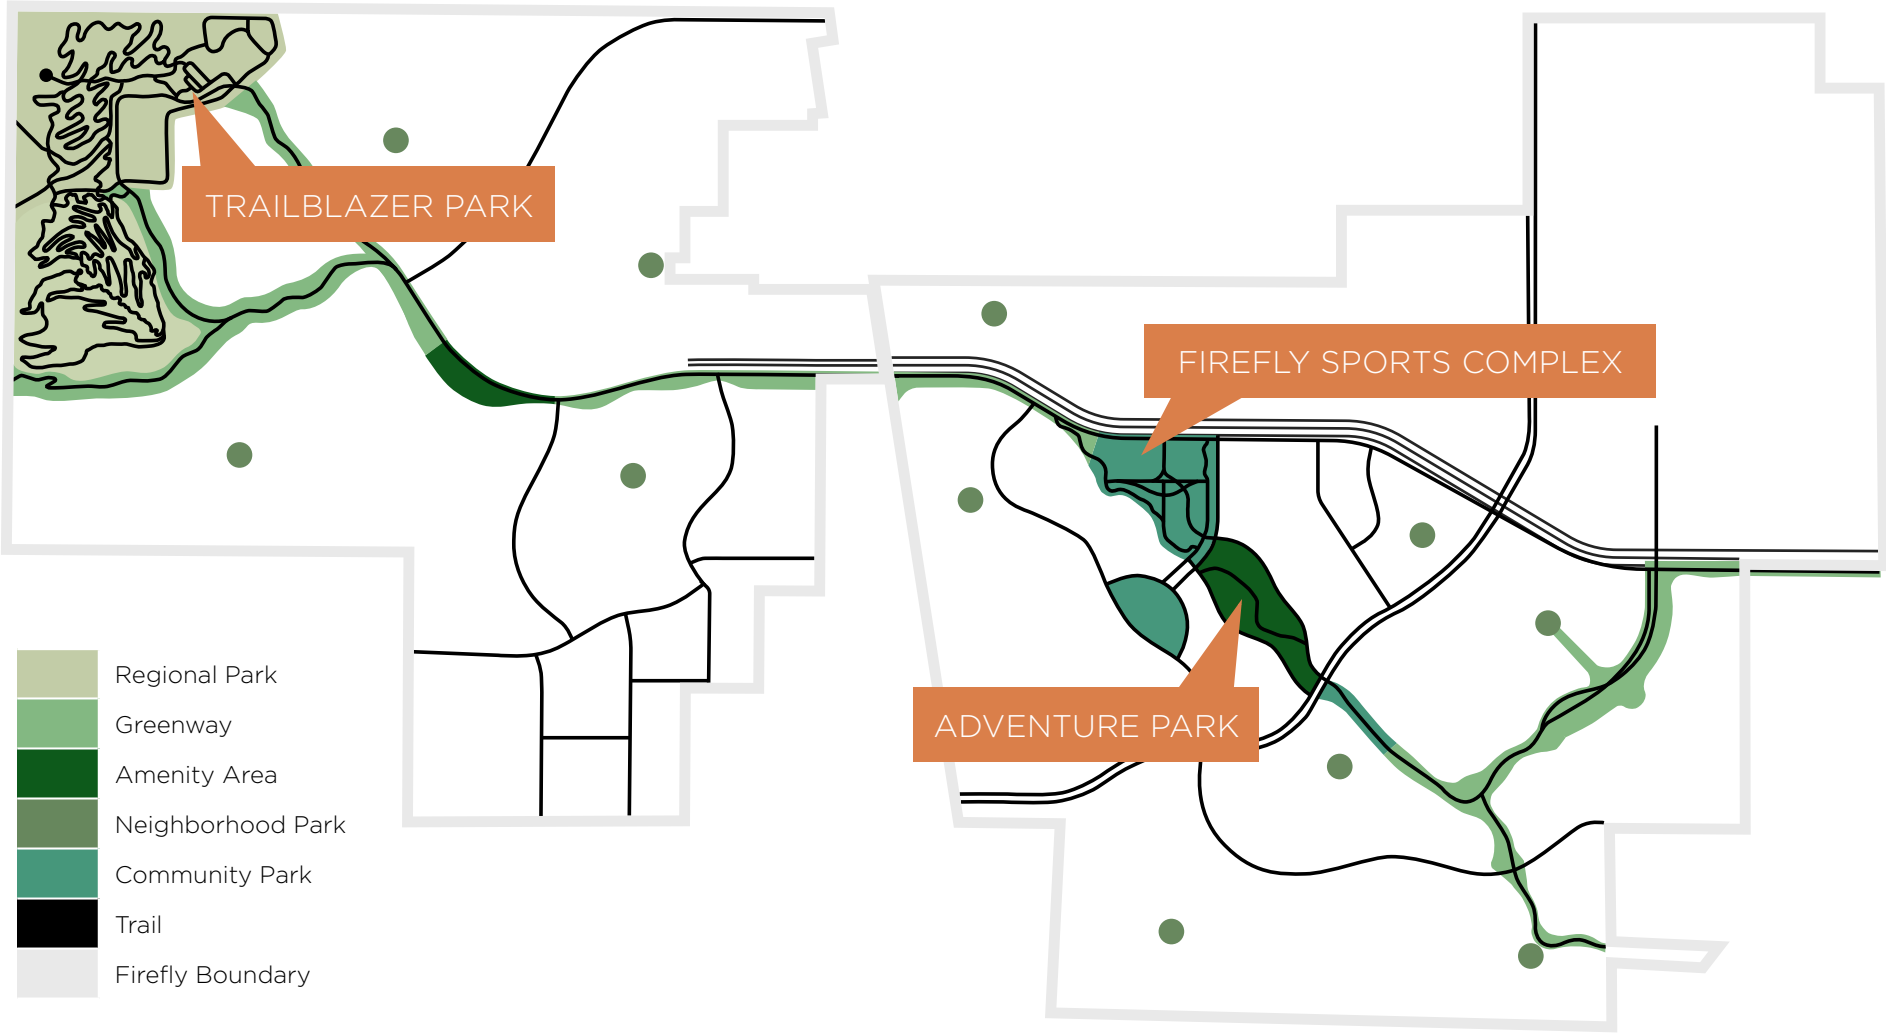 TRAILBLAZER PARK
FIREFLY SPORTS COMPLEX
ADVENTURE PARK
Regional Park
Greenway
Amenity Area
Neighborhood Park
Community Park
Trail
Firefly Boundary